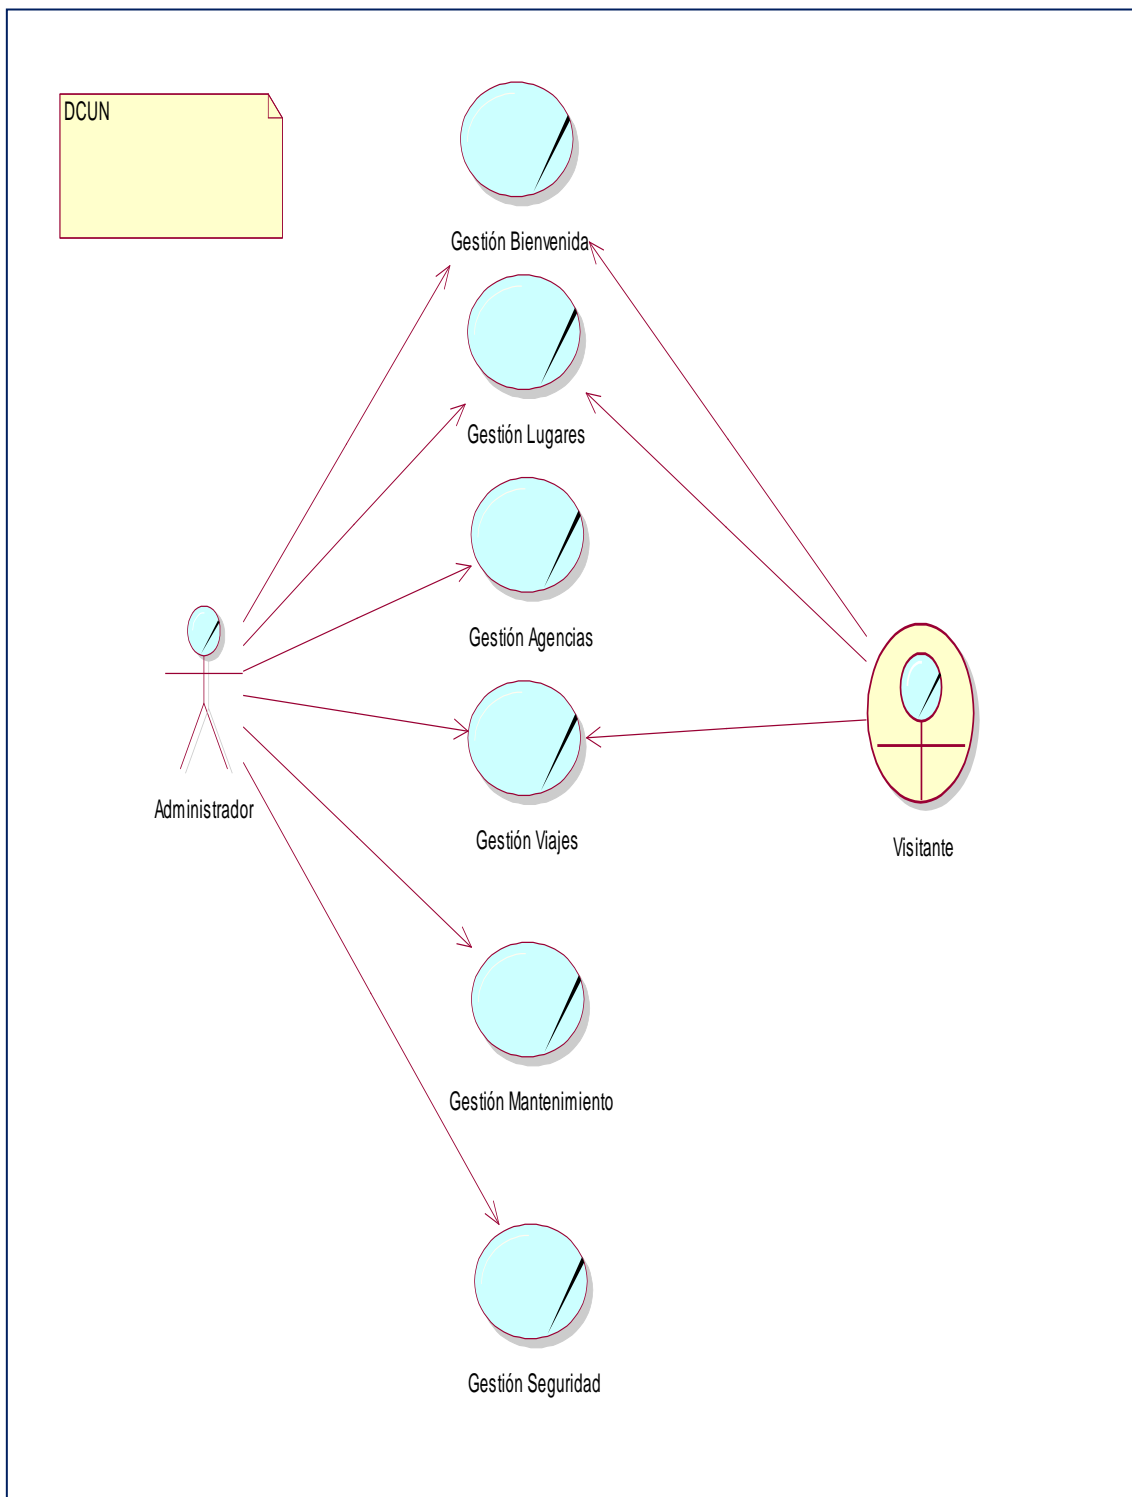 DCUN
Gestión Bienvenida
Gestión Lugares
Gestión Agencias
Administrador
Gestión Viajes
Visitante
Gestión Mantenimiento
Gestión Seguridad